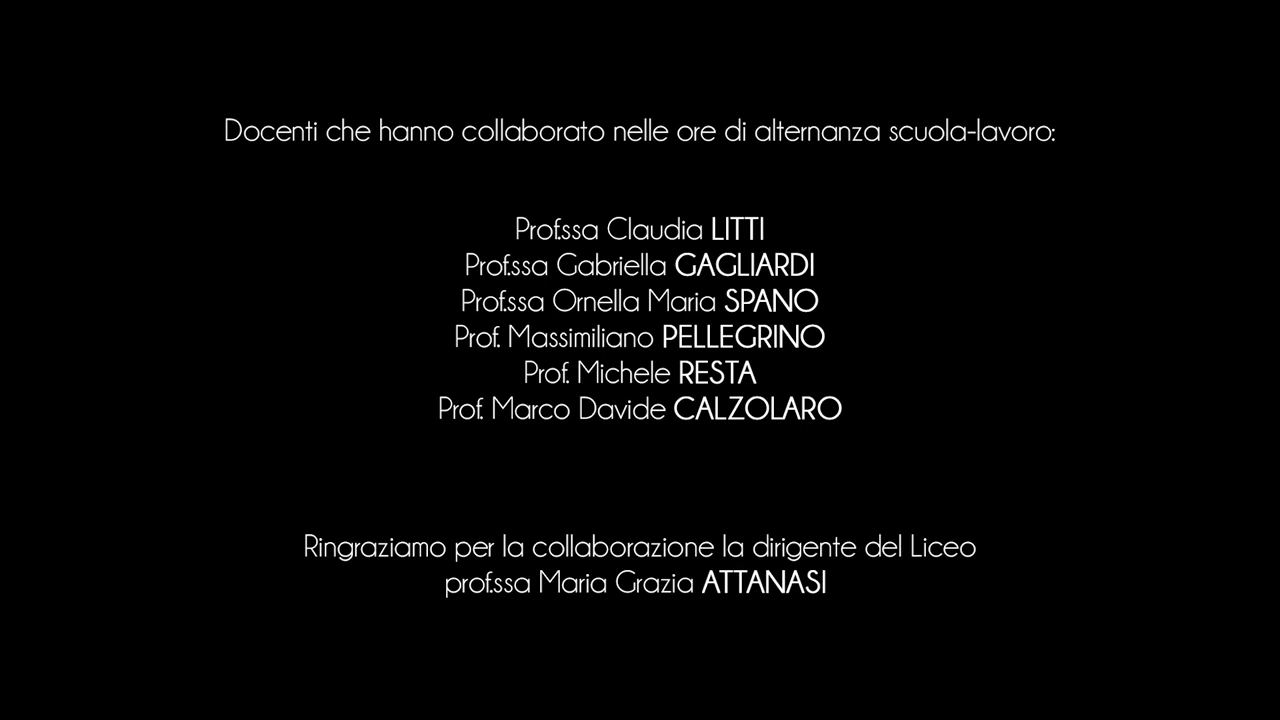 Docenti che hanno collaborato nelle ore di alternanza scuola-lavoro:
Prof.ssa Claudia LITTI
Prof.ssa Gabriella GAGLIARDI
Prof.ssa Ornella Maria SPANO
Prof. Massimiliano PELLEGRINO
Prof. Michele RESTA
Prof. Marco Davide CALZOLARO
Ringraziamo per la collaborazione la dirigente del Liceo
prof.ssa Maria Grazia ATTANASI